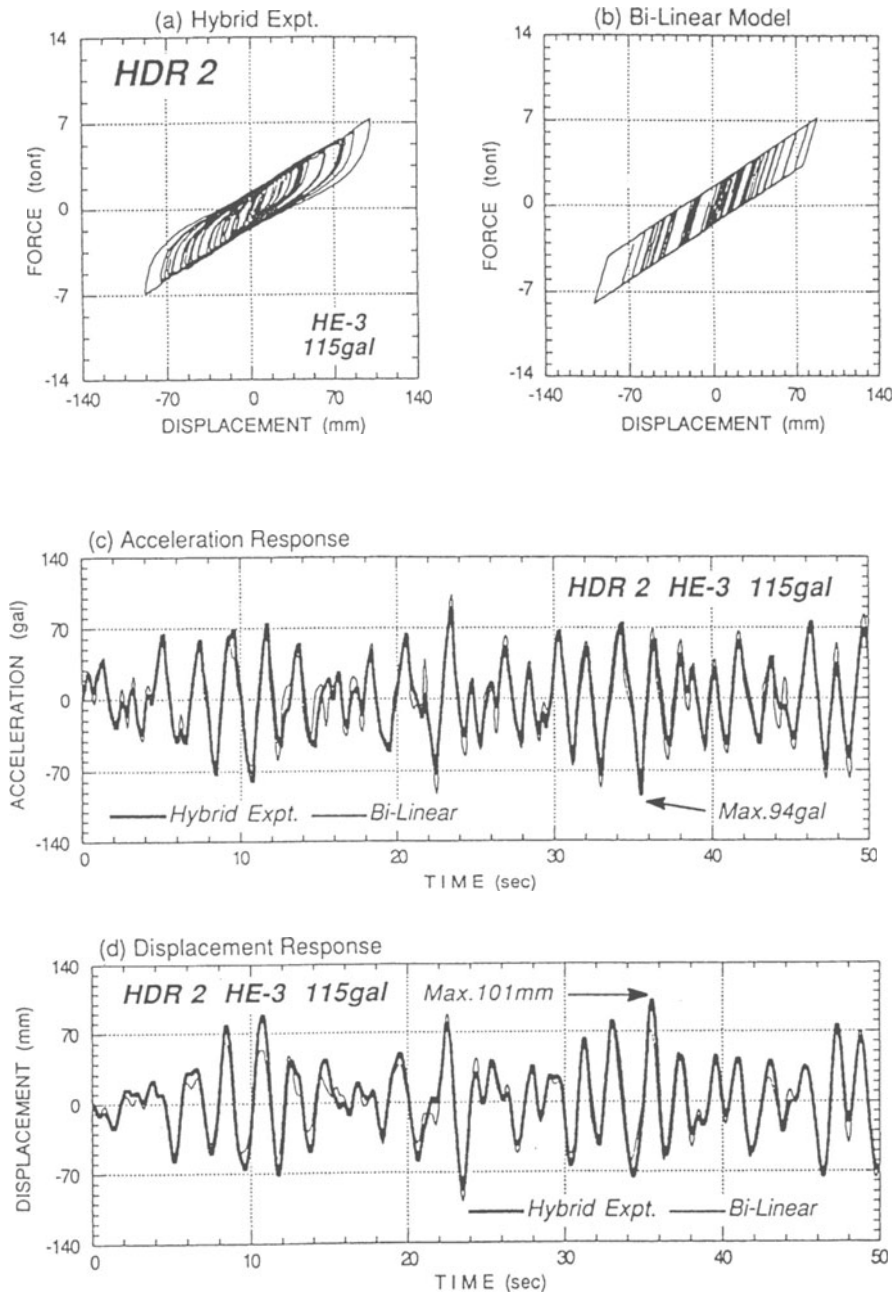 (a) Hybrid Expt.
14
HDR 2
7
0
-7
-14
FORCE (tonf)
HE-3
115gal
-140 -70 0 70 140
DISPLACEMENT (mm)
(b) Bi-Linear Model
14
7
0
-7
-14
FORCE (tonf)
-140 -70 0 70 140
DISPLACEMENT (mm)
(c) Acceleration Response
140
70
0
-70
-140
ACCELERATION (gal)
HDR 2 HE-3 115gal
Hybrid Expt. Bi-Linear
Max.94gal
0 10 20 30 40 50
TIME (sec)
(d) Displacement Response
140
70
0
-70
-140
DISPLACEMENT (mm)
HDR 2 HE-3 115gal
Max.101mm
Hybrid Expt. Bi-Linear
0 10 20 30 40 50
TIME (sec)